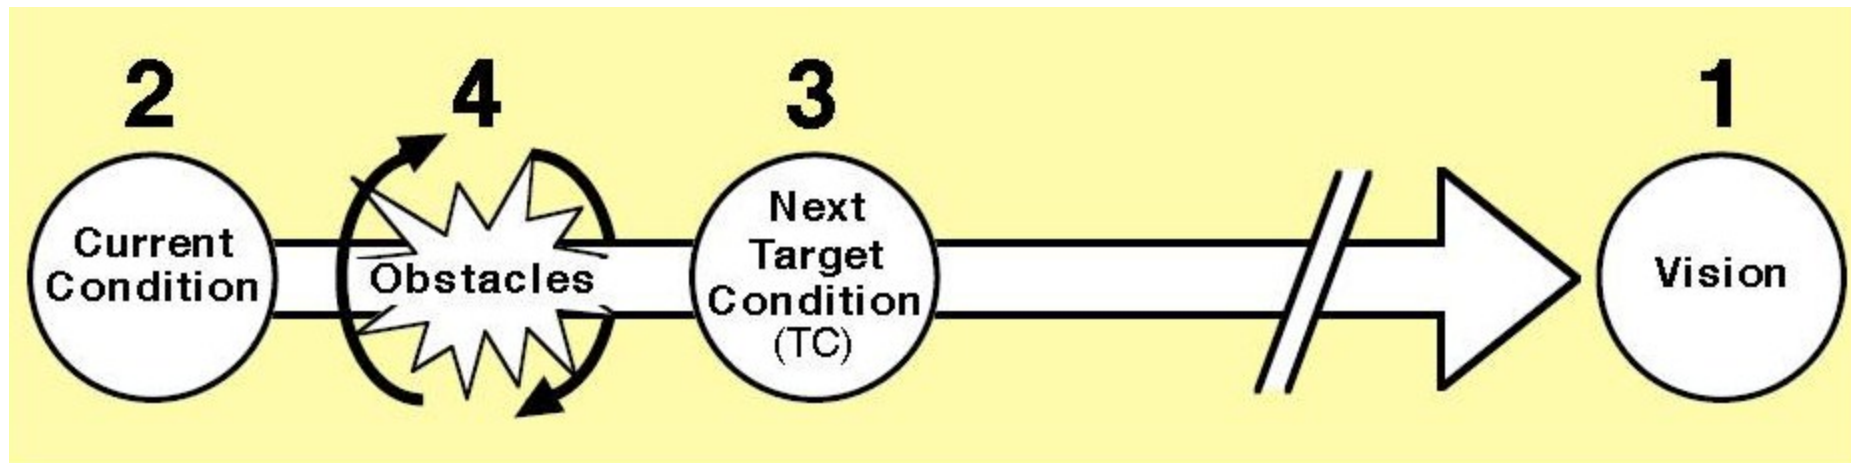 2
4
3
1
Current
Condition
Obstacles
Next
Target
Condition
(TC)
Vision